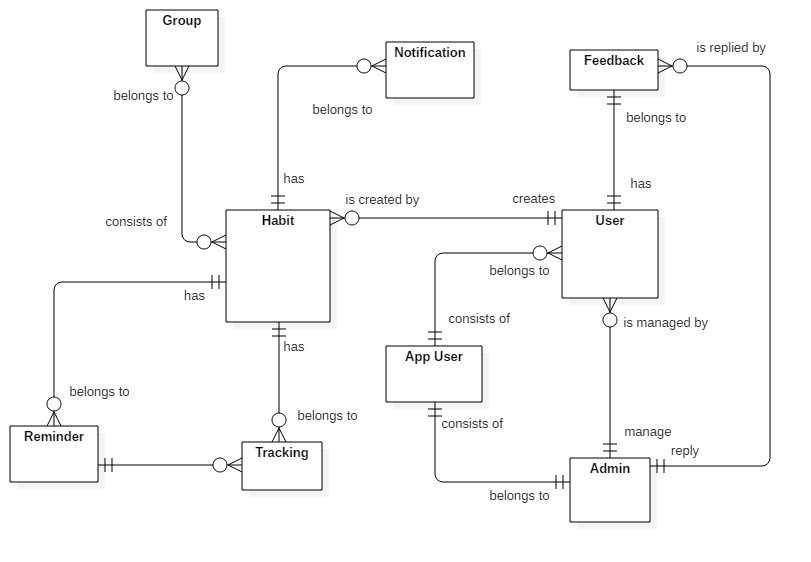 Group
Notification
is replied by
Feedback
belongs to
belongs to
belongs to
has
has
is created by
creates
consists of
Habit
User
belongs to
has
consists of
is managed by
has
App User
belongs to
belongs to
consists of
manage
Reminder
reply
Tracking
Admin
belongs to